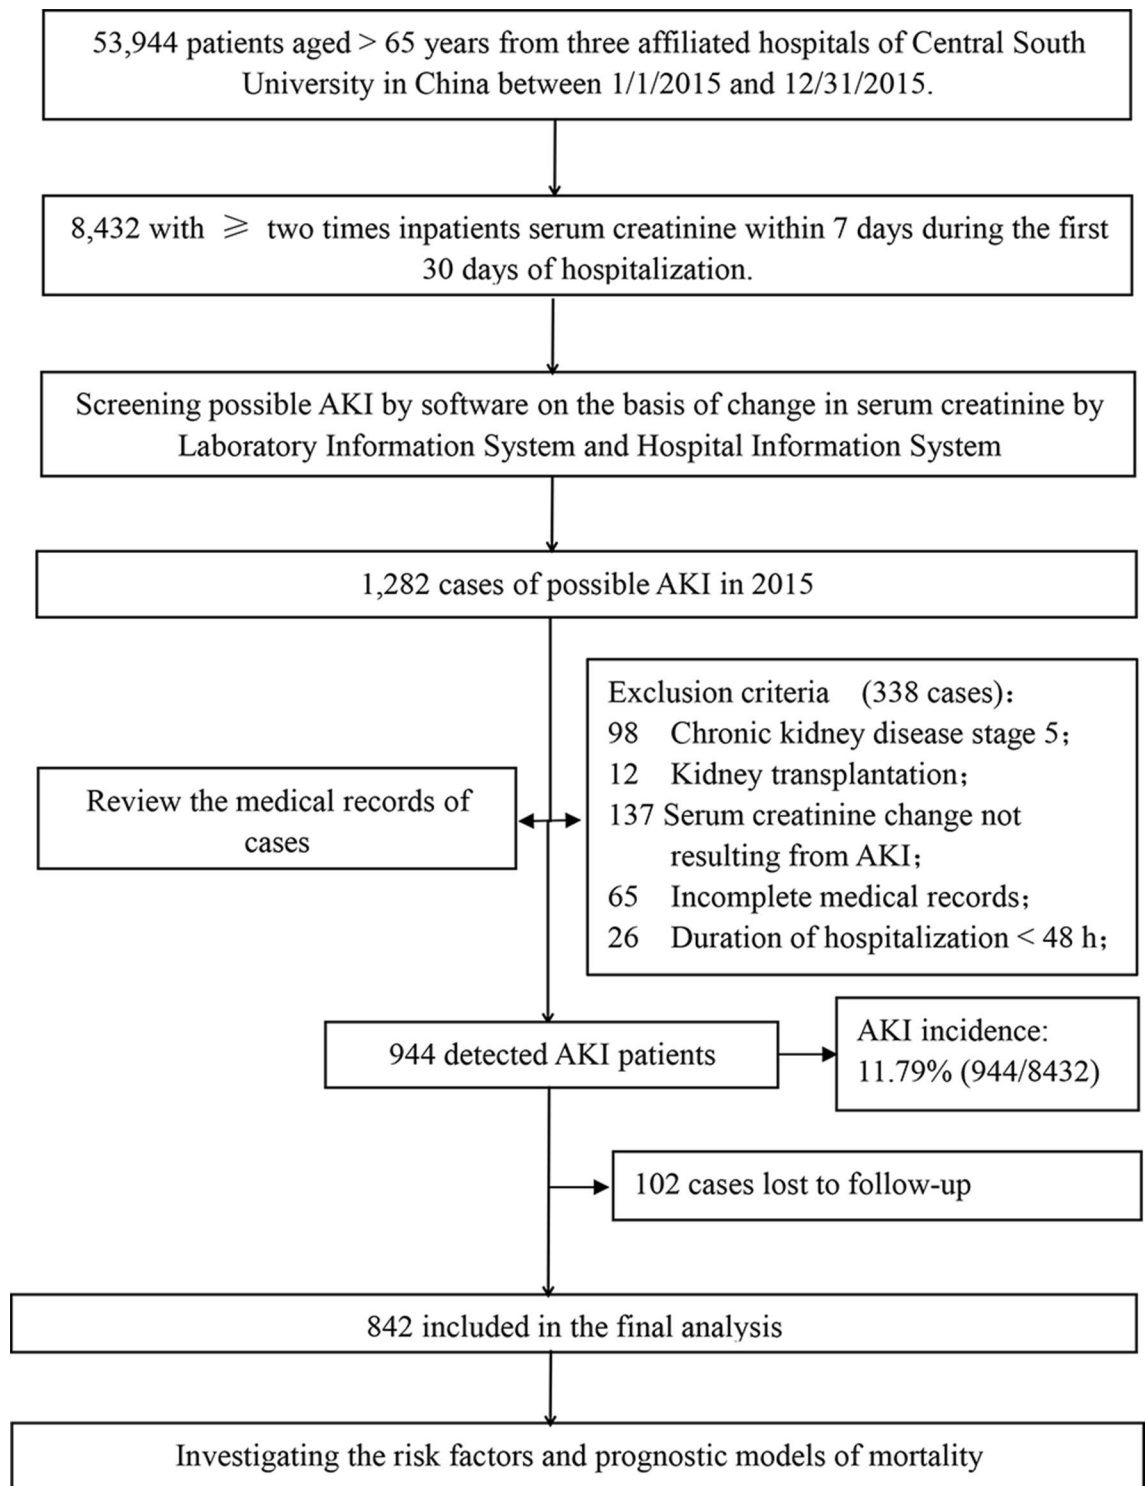 53,944 patients aged > 65 years from three affiliated hospitals of Central South
University in China between 1/1/2015 and 12/31/2015.
8,432 with ≥ two times inpatients serum creatinine within 7 days during the first
30 days of hospitalization.
Screening possible AKI by software on the basis of change in serum creatinine by
Laboratory Information System and Hospital Information System
1,282 cases of possible AKI in 2015
Review the medical records of
cases
Exclusion criteria (338 cases):
98 Chronic kidney disease stage 5;
12 Kidney transplantation;
137 Serum creatinine change not
resulting from AKI;
65 Incomplete medical records;
26 Duration of hospitalization < 48 h;
944 detected AKI patients
AKI incidence:
11.79% (944/8432)
102 cases lost to follow-up
842 included in the final analysis
Investigating the risk factors and prognostic models of mortality